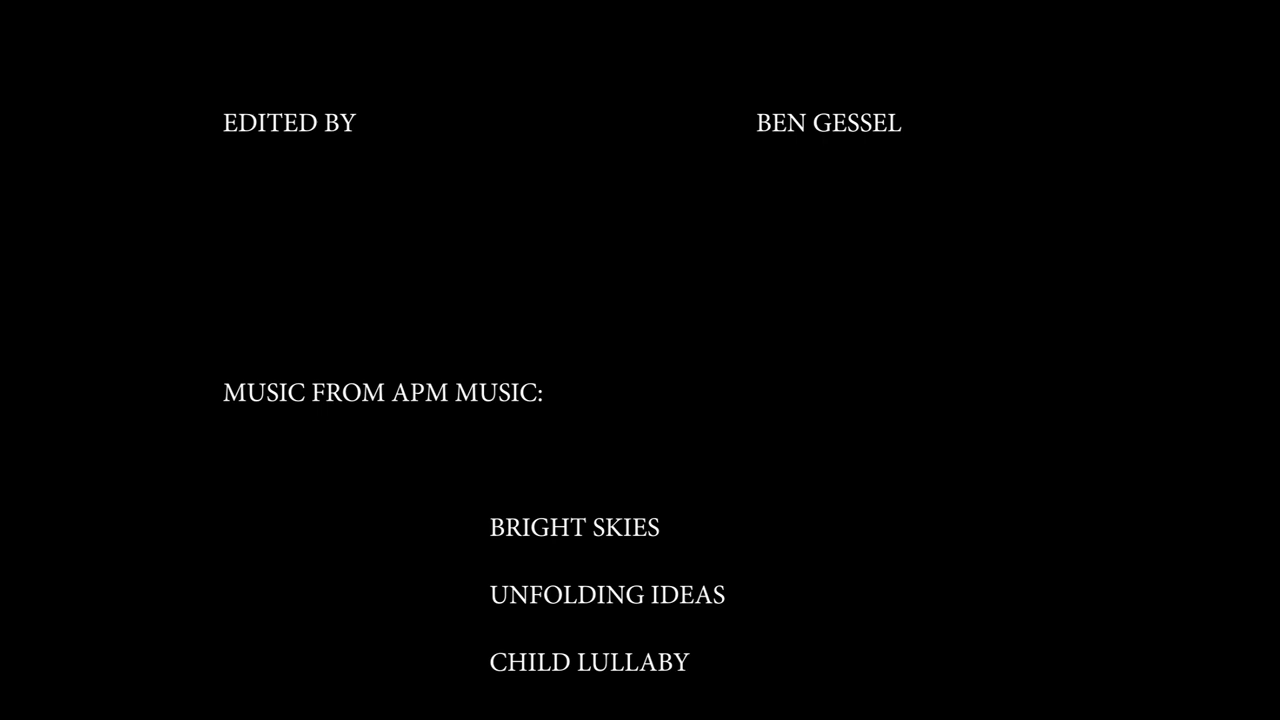 EDITED BY BEN GESSEL
MUSIC FROM APM MUSIC:
BRIGHT SKIES
UNFOLDING IDEAS
CHILD LULLABY